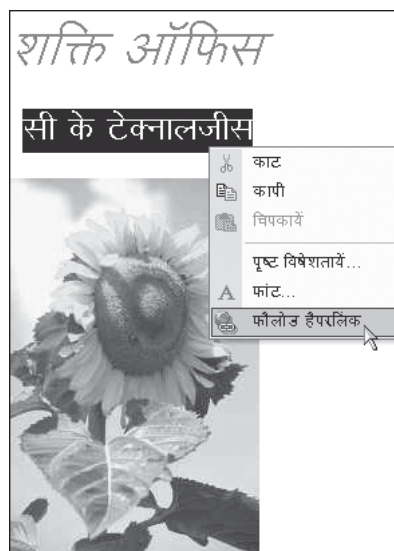 शक्ति ऑफिस
सी के टेक्नालजीस
काट
कापी
चिपकायें
पृष्ट विषेशतायें...
फांट...
फौलोड हैपरलिंक